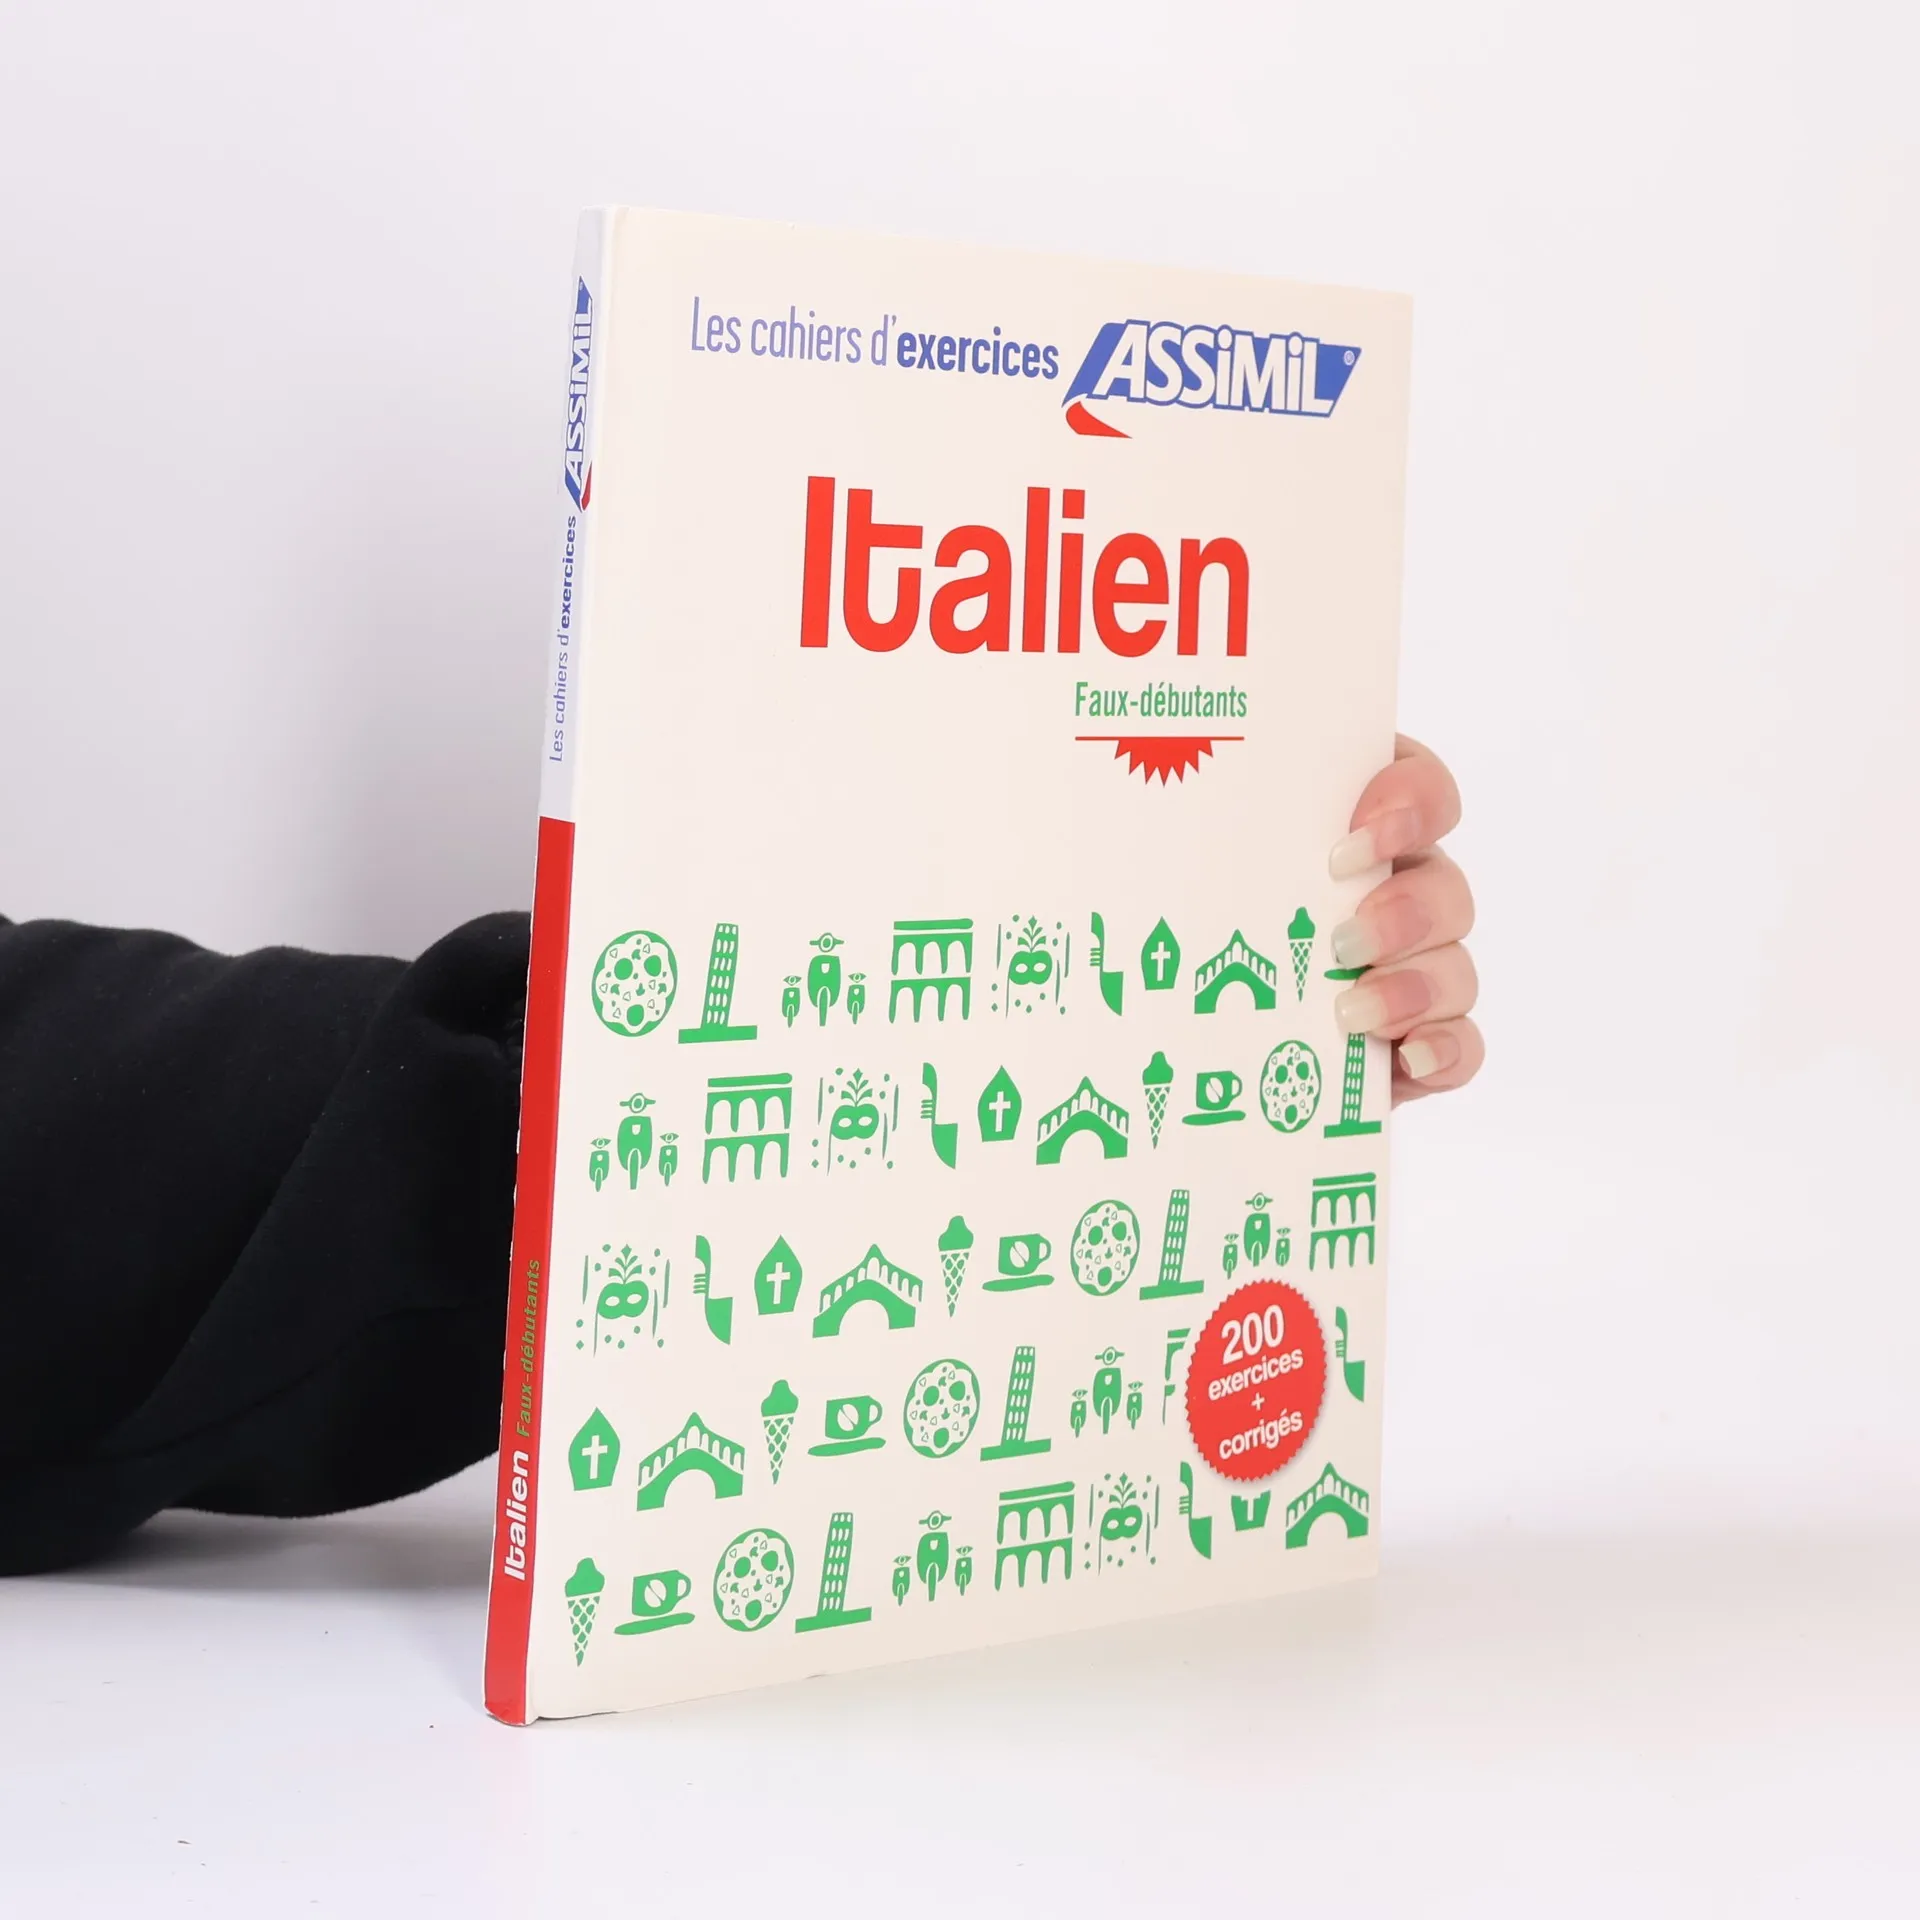 Les cahiers d'exercices ASSiMiL®
Italien
Faux-débutants
200
exercices
+
corrigés
Les cahiers d'exercices ASSiMiL®
Italien Faux-débutants